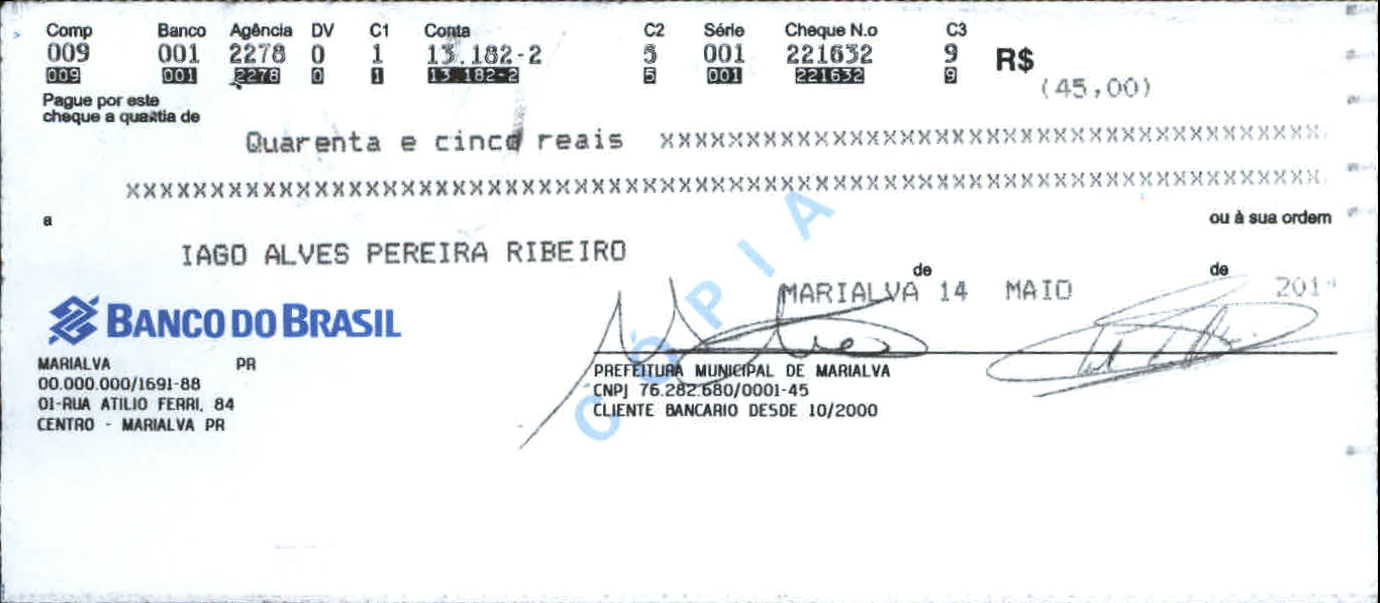 Comp Banco Agência DV C1 Conta C2 Série Cheque N.o C3
009 001 2278 0 1 13.182-2 5 001 221632 9 R$
009 001 2278 0 1 13.182-2 5 001 221632 9
(45,00)
Pague por este
cheque a quantia de
Quarenta e cinco reais XXXXXXXXXXXXXXXXXXXXXXXXXXXXXXXXXXXXXXXX
XXXXXXXXXXXXXXXXXXXXXXXXXXXXXXXXXXXXXXXXXXXXXXXXXXXXXXXXXXXXXXXXXXXXXXX
a ou à sua ordem
IAGO ALVES PEREIRA RIBEIRO
de de
MARIALVA 14 MAIO
CÓPIA
BANCO DO BRASIL
MARIALVA PR
00.000.000/1691-88
01-RUA ATILIO FERRI, 84
CENTRO - MARIALVA PR
PREFEITURA MUNICIPAL DE MARIALVA
CNPJ 76.282.680/0001-45
CLIENTE BANCARIO DESDE 10/2000